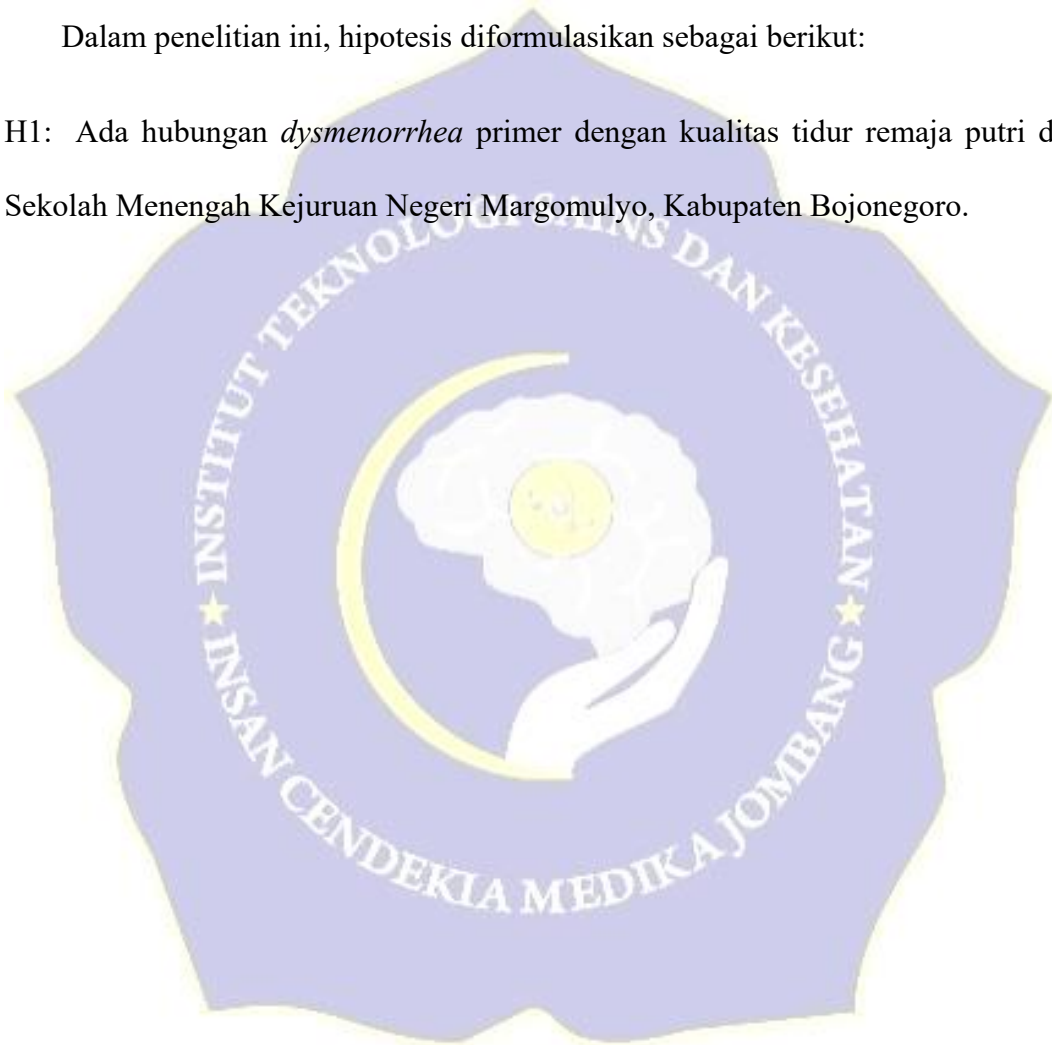 Dalam penelitian ini, hipotesis diformulasikan sebagai berikut:
H1: Ada hubungan dysmenorrhea primer dengan kualitas tidur remaja putri d
Sekolah Menengah Kejuruan Negeri Margomulyo, Kabupaten Bojonegoro.
INSTITUT TEKNOLOGI SAINS DAN KESEHATAN
INSAN CENDEKIA MEDIKA JOMBANG